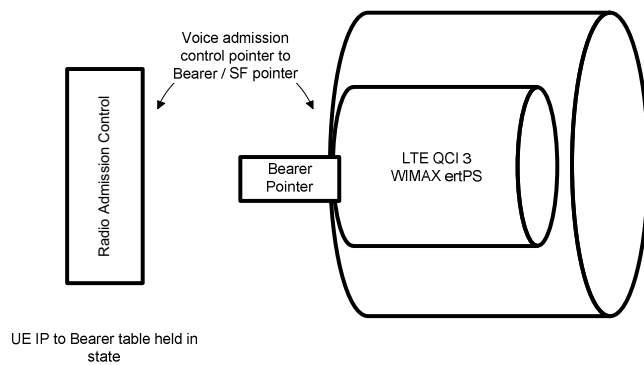 Voice admission
control pointer to
Bearer / SF pointer
Radio Admission Control
Bearer
Pointer
LTE QCI 3
WIMAX ertPS
UE IP to Bearer table held in
state